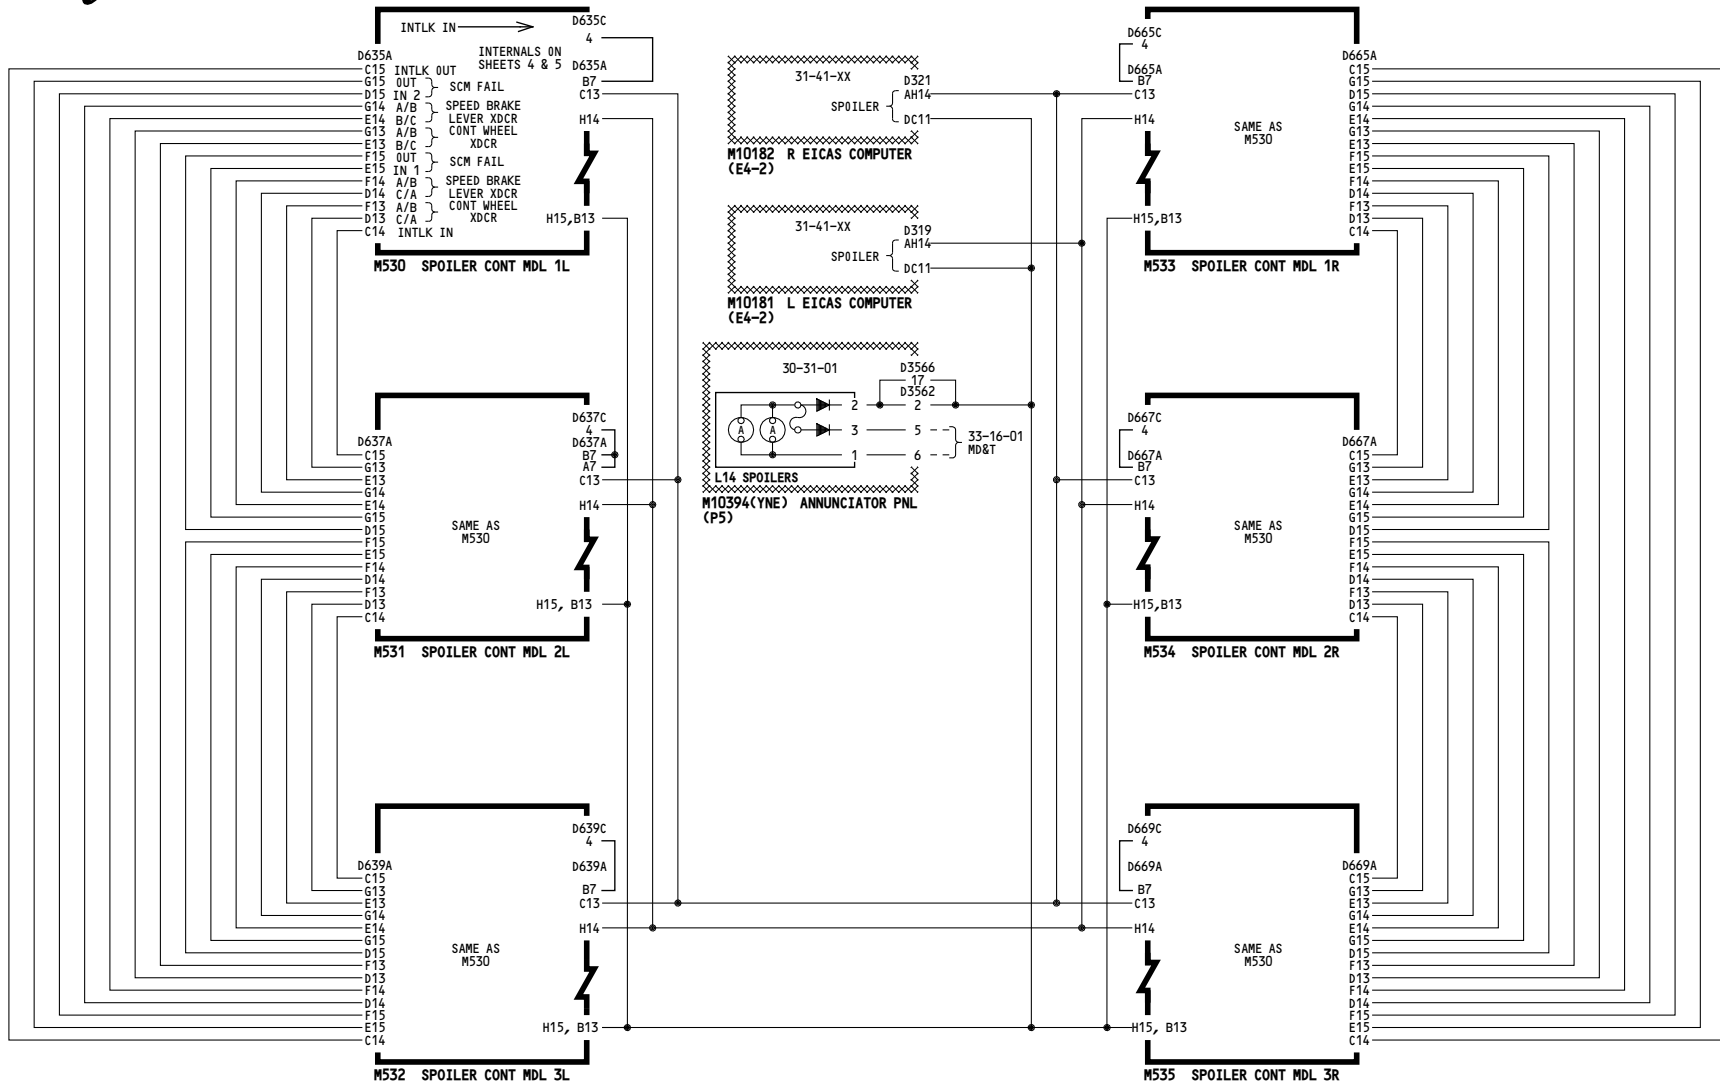 INTLK IN
D635C
4
INTERNALS ON
SHEETS 4 & 5
D635A
B7
C13
H14
H15,B13
D635A
C15 INTLK OUT
G15 OUT
D15 IN 2
SCM FAIL
G14 A/B
E14 B/C
SPEED BRAKE
LEVER XDCR
G13 A/B
E13 B/C
CONT WHEEL
XDCR
F15 OUT
E15 IN 1
SCM FAIL
F14 A/B
D14 C/A
SPEED BRAKE
LEVER XDCR
F13 A/B
D13 C/A
CONT WHEEL
XDCR
C14 INTLK IN
M530 SPOILER CONT MDL 1L
31-41-XX
D321
AH14
SPOILER
DC11
M10182 R EICAS COMPUTER
(E4-2)
31-41-XX
D319
AH14
SPOILER
DC11
M10181 L EICAS COMPUTER
(E4-2)
30-31-01
D3566
17
D3562
2 2
A A
3 5
1 6
33-16-01
MD&T
L14 SPOILERS
M10394(YNE) ANNUNCIATOR PNL
(P5)
D665C
4
D665A
B7
C13
H14
H15,B13
SAME AS
M530
D665A
C15
G15
D15
G14
E14
G13
E13
F15
E15
F14
D14
F13
D13
C14
M533 SPOILER CONT MDL 1R
D637C
4
D637A
B7
A7
C13
H14
H15, B13
D637A
C15
G13
E13
G14
E14
G15
D15
F15
E15
F14
D14
F13
D13
C14
SAME AS
M530
M531 SPOILER CONT MDL 2L
D667C
4
D667A
B7
C13
H14
H15,B13
SAME AS
M530
D667A
C15
G13
E13
G14
E14
G15
D15
F15
E15
F14
D14
F13
D13
C14
M534 SPOILER CONT MDL 2R
D639C
4
D639A
B7
C13
H14
H15, B13
D639A
C15
G13
E13
G14
E14
G15
D15
F13
D13
F14
D14
F15
E15
C14
SAME AS
M530
M532 SPOILER CONT MDL 3L
D669C
4
D669A
B7
C13
H14
H15, B13
SAME AS
M530
D669A
C15
G13
E13
G14
E14
G15
D15
F13
D13
F14
D14
F15
E15
C14
M535 SPOILER CONT MDL 3R